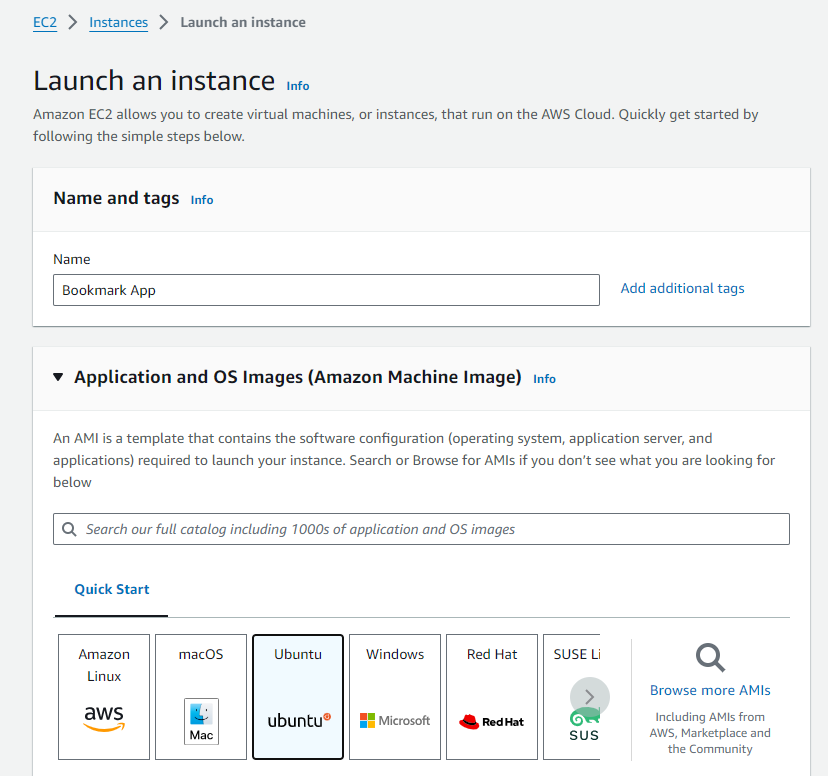 EC2 > Instances > Launch an instance
Launch an instance Info
Amazon EC2 allows you to create virtual machines, or instances, that run on the AWS Cloud. Quickly get started by
following the simple steps below.
Name and tags Info
Name
Bookmark App
Add additional tags
Application and OS Images (Amazon Machine Image) Info
An AMI is a template that contains the software configuration (operating system, application server, and
applications) required to launch your instance. Search or Browse for AMIs if you don’t see what you are looking for
below
Search our full catalog including 1000s of application and OS images
Quick Start
Amazon
Linux
aws
macOS
Mac
Ubuntu
ubuntu
Windows
Microsoft
Red Hat
Red Hat
SUSE Li
SUS
Browse more AMIs
Including AMIs from
AWS, Marketplace and
the Community